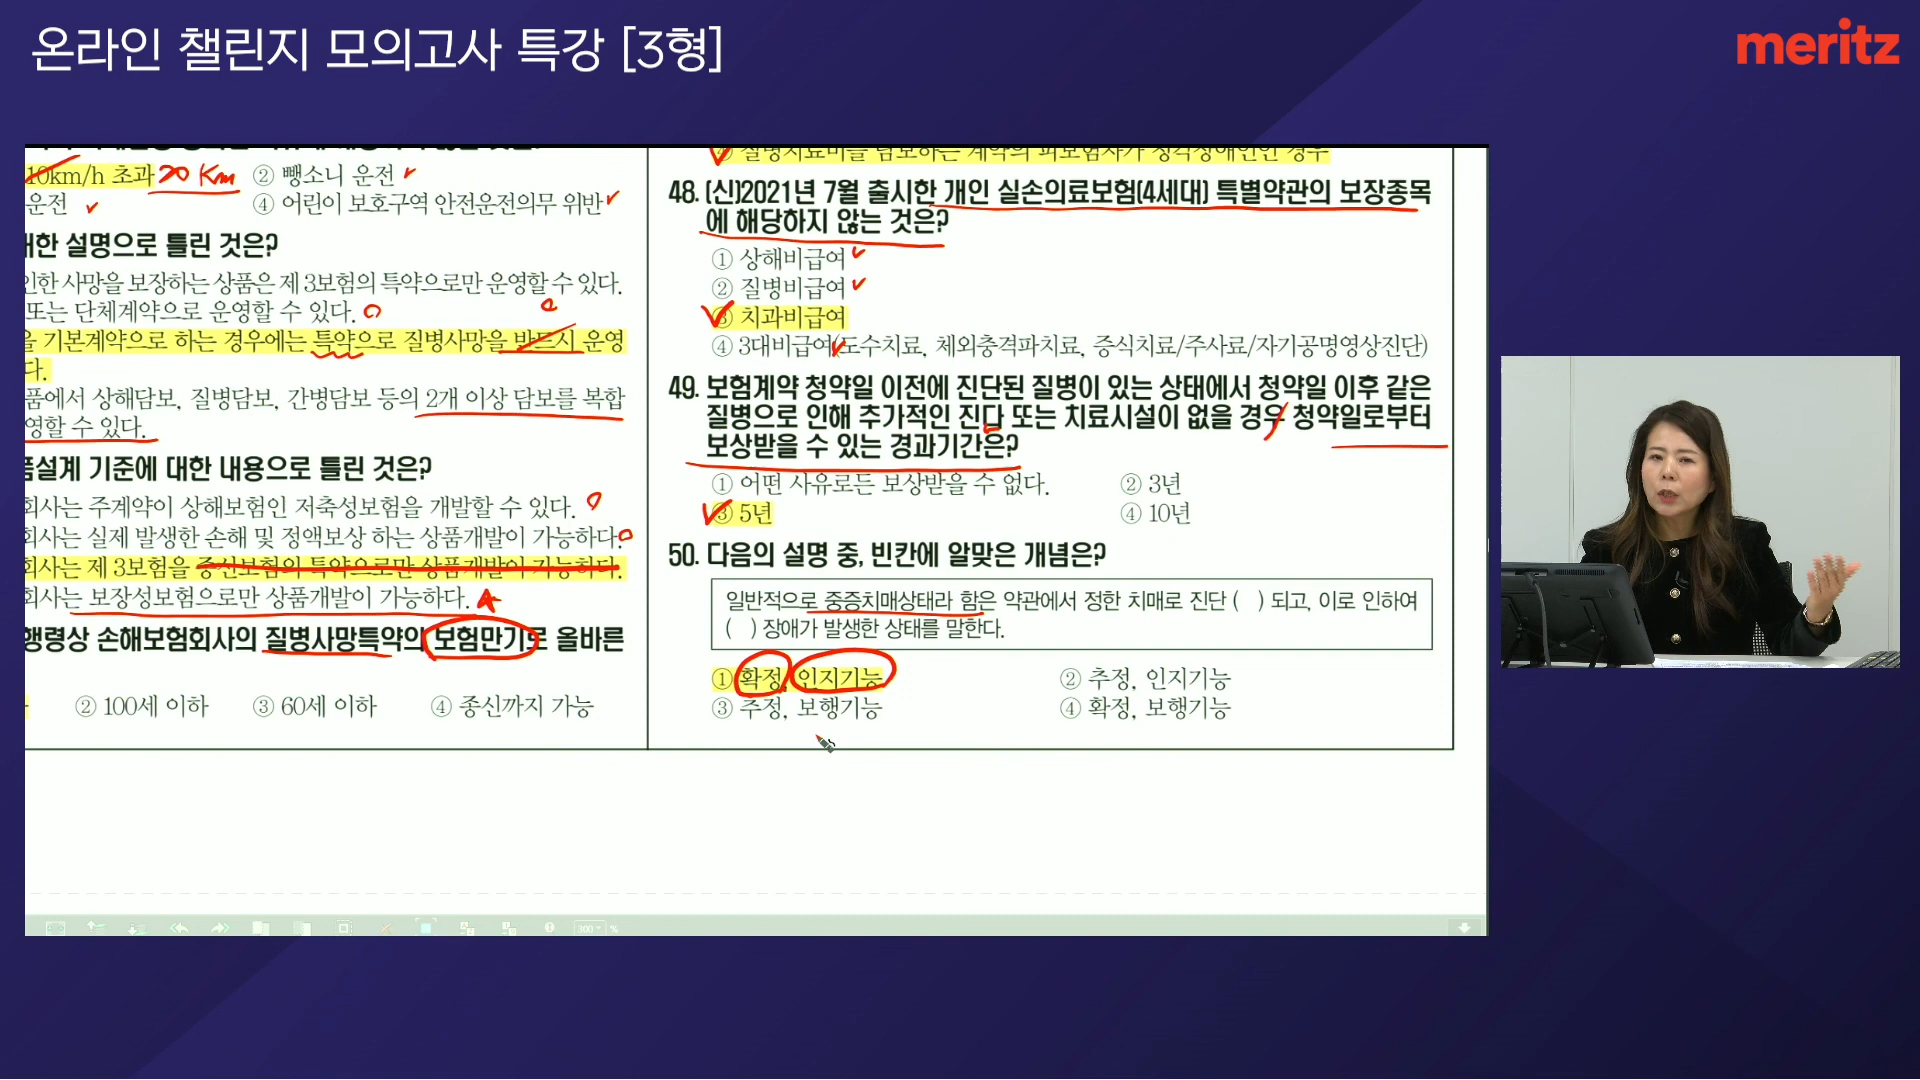 온라인 챌린지 모의고사 특강 [3형]
meritz
10km/h 초과 20 Km ② 뺑소니 운전
운전 ④ 어린이 보호구역 안전운전의무 위반
대한 설명으로 틀린 것은?
인한 사망을 보장하는 상품은 제 3보험의 특약으로만 운영할 수 있다.
또는 단체계약으로 운영할 수 있다.
을 기본계약으로 하는 경우에는 특약으로 질병사망을 반드시 운영
다.
품에서 상해담보, 질병담보, 간병담보 등의 2개 이상 담보를 복합
영할 수 있다.
품설계 기준에 대한 내용으로 틀린 것은?
회사는 주계약이 상해보험인 저축성보험을 개발할 수 있다.
회사는 실제 발생한 손해 및 정액보상 하는 상품개발이 가능하다.
회사는 제 3보험을 종신보험의 특약으로만 상품개발이 가능하다.
회사는 보장성보험으로만 상품개발이 가능하다.
행령상 손해보험회사의 질병사망특약의 보험만기로 올바른
② 100세 이하 ③ 60세 이하 ④ 종신까지 가능
④ 질병치료비를 담보하는 계약의 피보험자가 청각장애인인 경우
48. (신)2021년 7월 출시한 개인 실손의료보험(4세대) 특별약관의 보장종목
에 해당하지 않는 것은?
① 상해비급여
② 질병비급여
③ 치과비급여
④ 3대비급여(도수치료, 체외충격파치료, 증식치료/주사료/자기공명영상진단)
49. 보험계약 청약일 이전에 진단된 질병이 있는 상태에서 청약일 이후 같은
질병으로 인해 추가적인 진다 또는 치료시설이 없을 경우 청약일로부터
보상받을 수 있는 경과기간은?
① 어떤 사유로든 보상받을 수 없다. ② 3년
③ 5년 ④ 10년
50. 다음의 설명 중, 빈칸에 알맞은 개념은?
일반적으로 중증치매상태라 함은 약관에서 정한 치매로 진단 ( ) 되고, 이로 인하여
( ) 장애가 발생한 상태를 말한다.
① 확정, 인지기능 ② 추정, 인지기능
③ 추정, 보행기능 ④ 확정, 보행기능
300 %